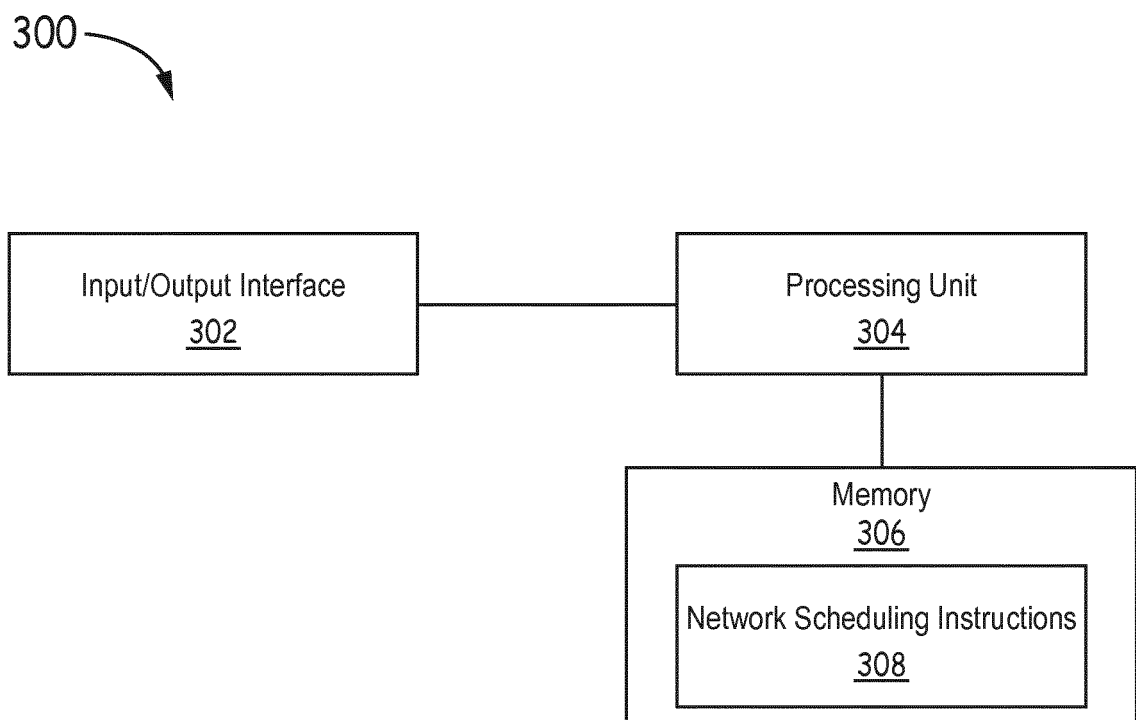 300
Input/Output Interface
302
Processing Unit
304
Memory
306
Network Scheduling Instructions
308